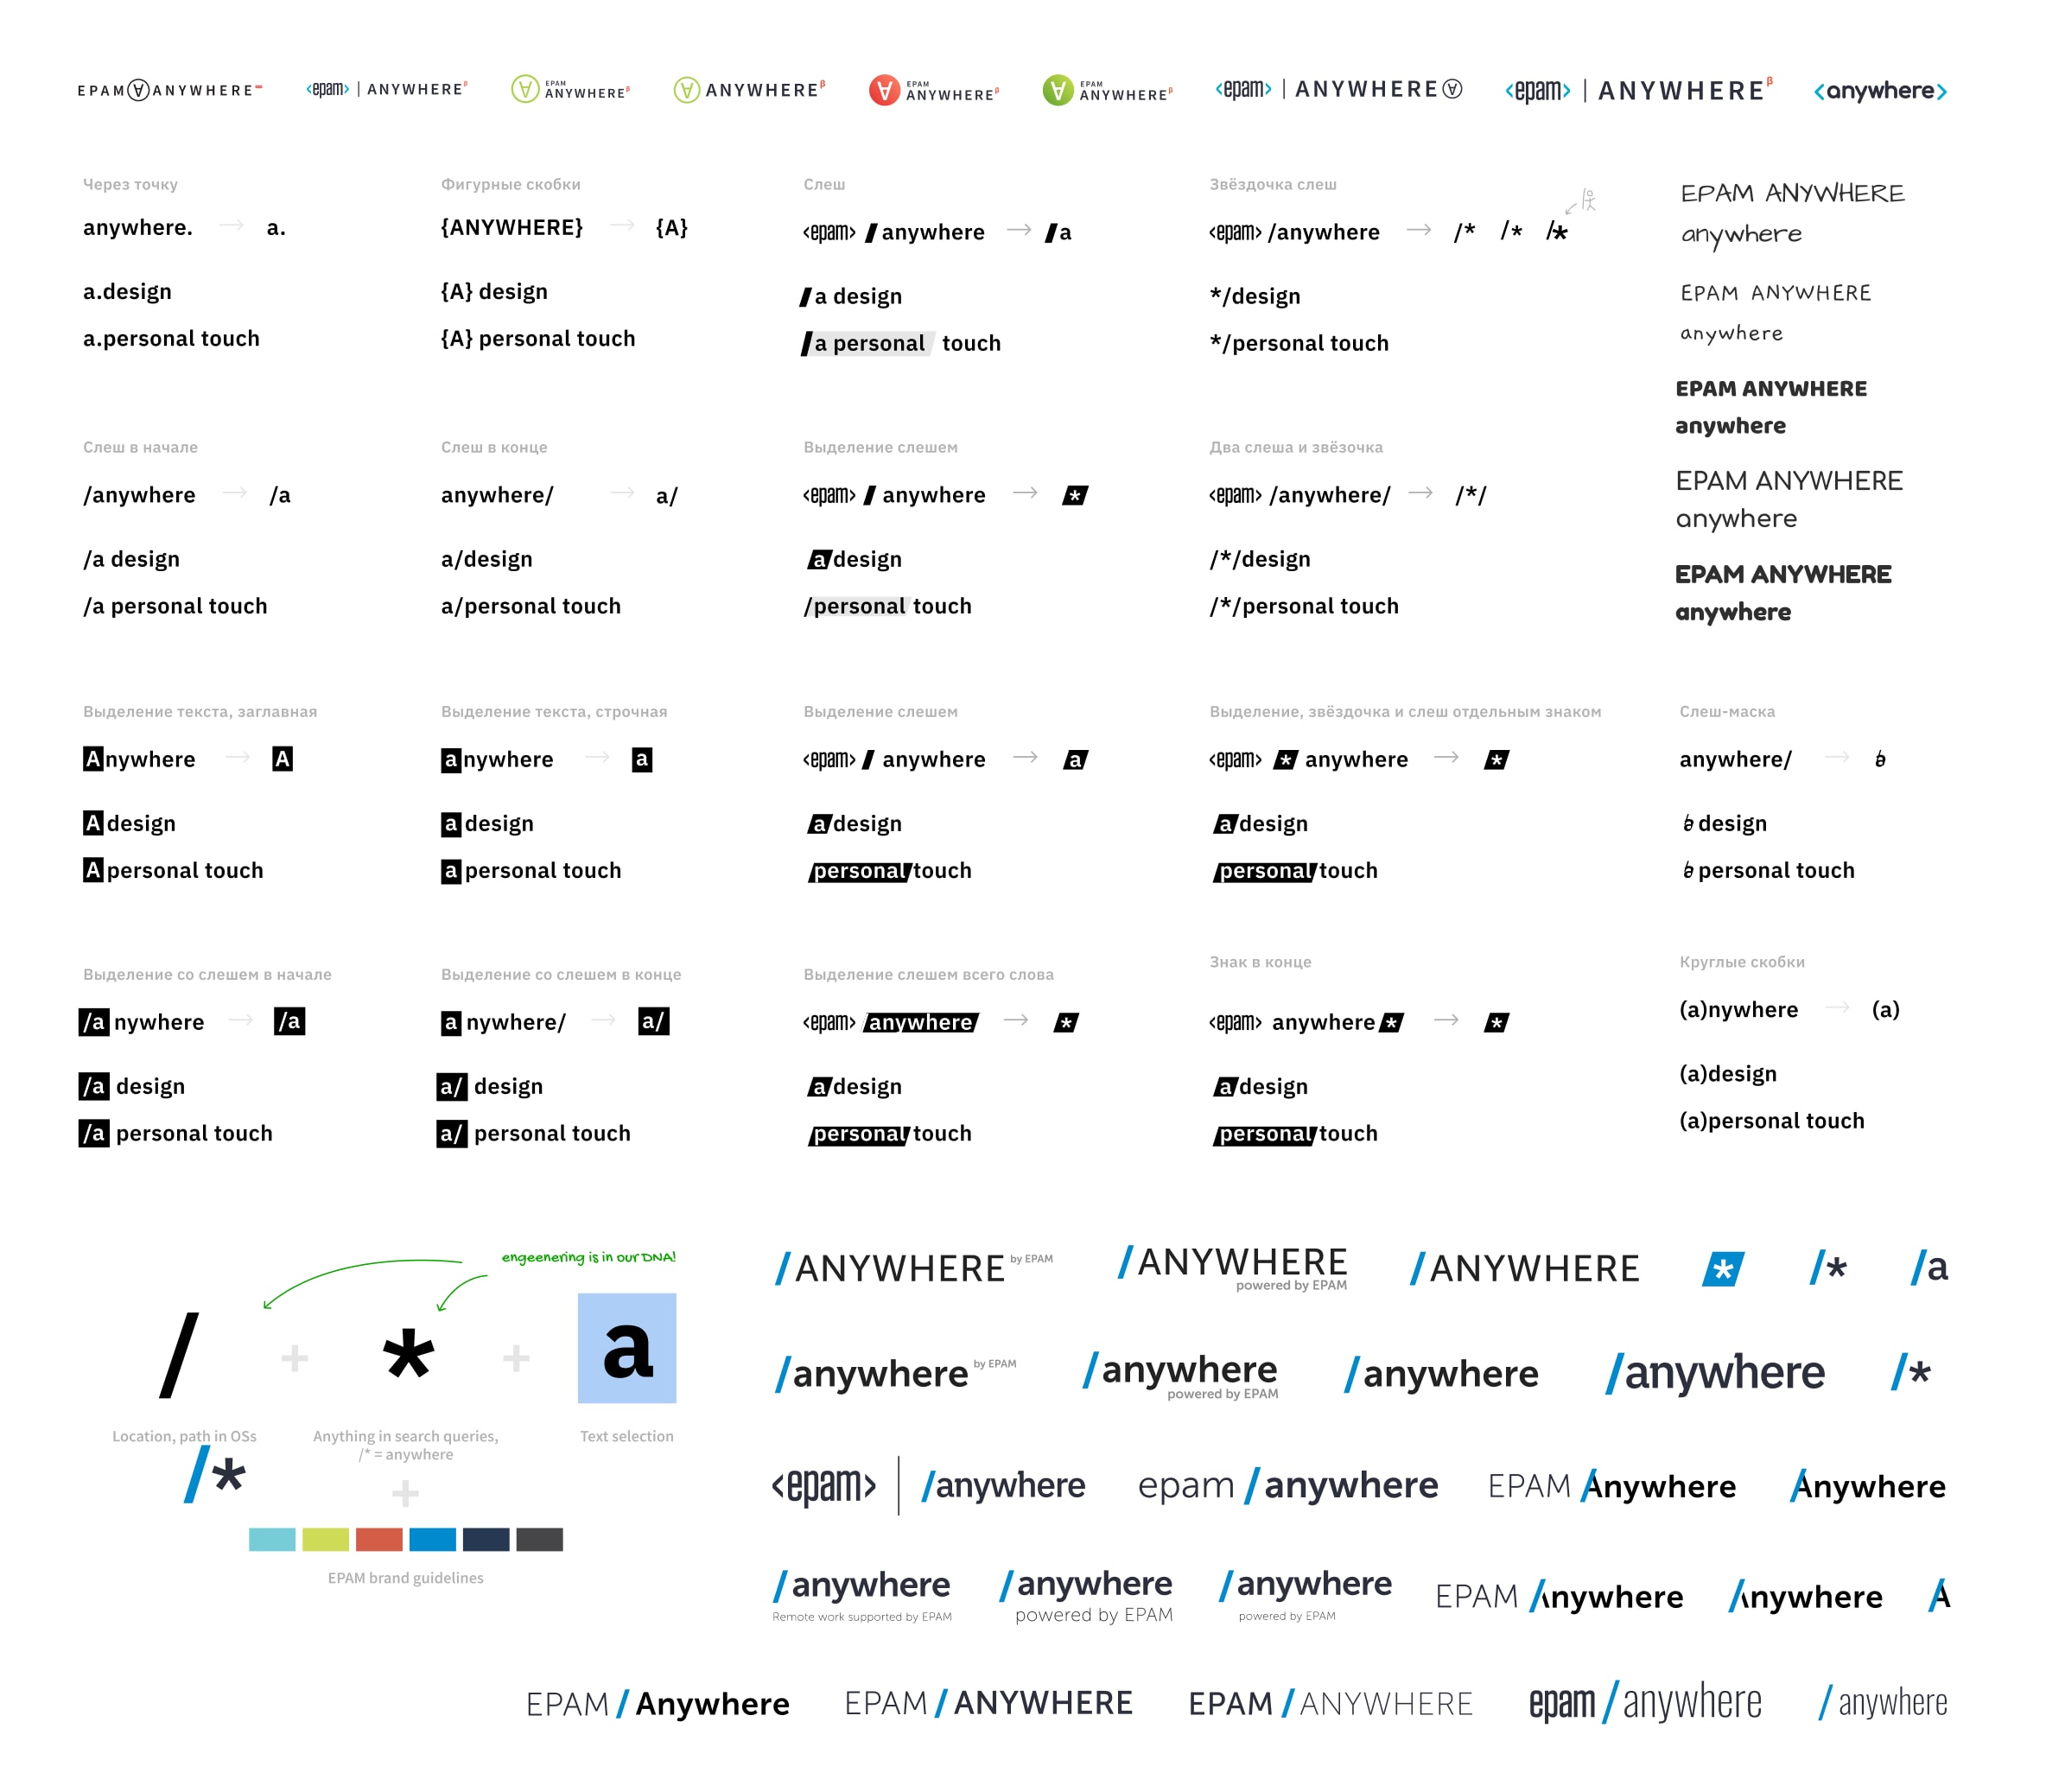 EPAM ANYWHERE
<epam> | ANYWHERE β
EPAM
ANYWHERE β
ANYWHERE β
EPAM
ANYWHERE β
EPAM
ANYWHERE β
<epam> | ANYWHERE
<epam> | ANYWHERE β
<anywhere>
Через точку
anywhere. → a.
a.design
a.personal touch
Фигурные скобки
{ANYWHERE} → {A}
{A} design
{A} personal touch
Слеш
<epam> / anywhere → /a
/a design
/a personal touch
Звёздочка слеш
<epam> /anywhere → /* /* /*
*/design
*/personal touch
EPAM ANYWHERE
anywhere
EPAM ANYWHERE
anywhere
EPAM ANYWHERE
anywhere
EPAM ANYWHERE
anywhere
EPAM ANYWHERE
anywhere
Слеш в начале
/anywhere → /a
/a design
/a personal touch
Слеш в конце
anywhere/ → a/
a/design
a/personal touch
Выделение слешем
<epam> / anywhere → *
a design
/personal touch
Два слеша и звёзочка
<epam> /anywhere/ → /*/
/*/design
/*/personal touch
Выделение текста, заглавная
Anywhere → A
A design
A personal touch
Выделение текста, строчная
anywhere → a
a design
a personal touch
Выделение слешем
<epam> / anywhere → a
a design
personal touch
Выделение, звёздочка и слеш отдельным знаком
<epam> * anywhere → *
a design
personal touch
Слеш-маска
anywhere/ → a
a design
a personal touch
Выделение со слешем в начале
/a nywhere → /a
/a design
/a personal touch
Выделение со слешем в конце
a nywhere/ → a/
a/ design
a/ personal touch
Выделение слешем всего слова
<epam> anywhere → *
a design
personal touch
Знак в конце
<epam> anywhere * → *
a design
personal touch
Круглые скобки
(a)nywhere → (a)
(a)design
(a)personal touch
engeenering is in our DNA!
/ + * + a
Location, path in OSs
Anything in search queries,
/* = anywhere
Text selection
/*
+
EPAM brand guidelines
/ANYWHERE by EPAM
/ANYWHERE
powered by EPAM
/ANYWHERE
*
/*
/a
/anywhere by EPAM
/anywhere
powered by EPAM
/anywhere
/anywhere
/*
<epam> | /anywhere
epam /anywhere
EPAM /Anywhere
/Anywhere
/anywhere
Remote work supported by EPAM
/anywhere
powered by EPAM
/anywhere
powered by EPAM
EPAM /Anywhere
/Anywhere
A
EPAM / Anywhere
EPAM / ANYWHERE
EPAM / ANYWHERE
epam / anywhere
/ anywhere